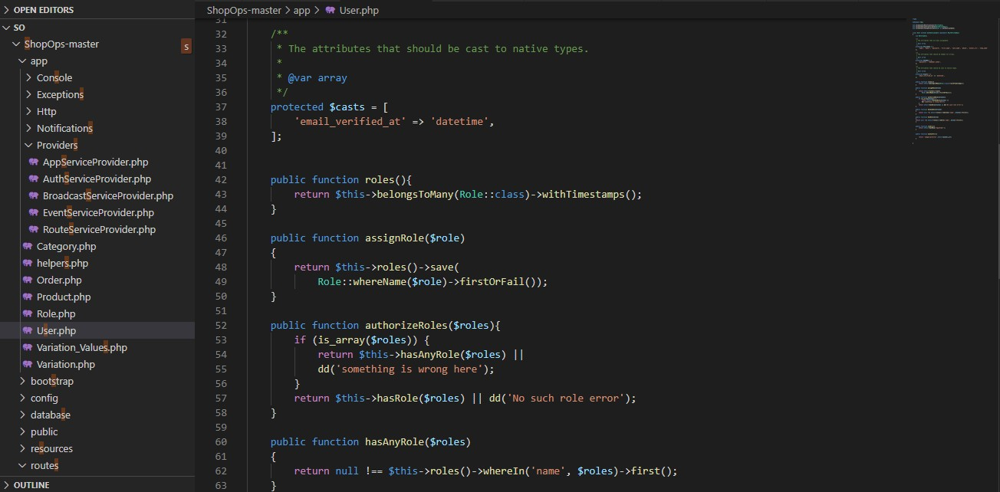 OPEN EDITORS
SO
ShopOps-master
S
app
Console
Exceptions
Http
Notifications
Providers
AppServiceProvider.php
AuthServiceProvider.php
BroadcastServiceProvider.php
EventServiceProvider.php
RouteServiceProvider.php
Category.php
helpers.php
Order.php
Product.php
Role.php
User.php
Variation_Values.php
Variation.php
bootstrap
config
database
public
resources
routes
OUTLINE
ShopOps-master > app > User.php
31
32 /**
33 * The attributes that should be cast to native types.
34 *
35 * @var array
36 */
37 protected $casts = [
38 'email_verified_at' => 'datetime',
39 ];
40
41
42 public function roles(){
43 return $this->belongsToMany(Role::class)->withTimestamps();
44 }
45
46 public function assignRole($role)
47 {
48 return $this->roles()->save(
49 Role::whereName($role)->firstOrFail());
50 }
51
52 public function authorizeRoles($roles){
53 if (is_array($roles)) {
54 return $this->hasAnyRole($roles) ||
55 dd('something is wrong here');
56 }
57 return $this->hasRole($roles) || dd('No such role error');
58 }
59
60 public function hasAnyRole($roles)
61 {
62 return null !== $this->roles()->whereIn('name', $roles)->first();
63 }